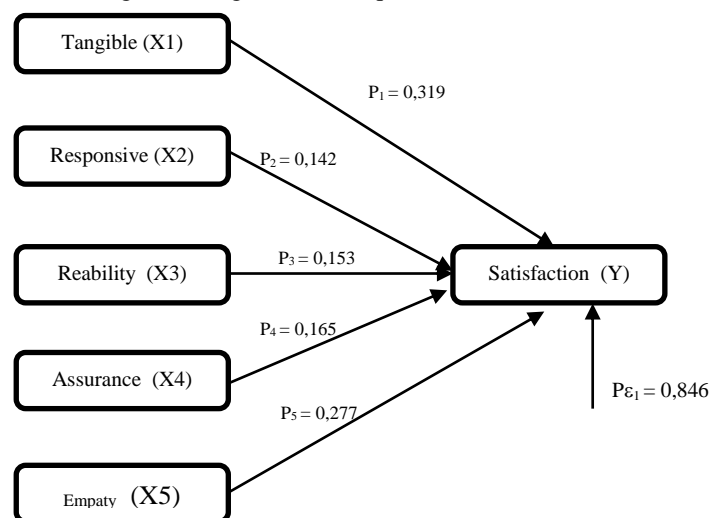 Tangible (X1)
P₁ = 0,319
Responsive (X2)
P₂ = 0,142
Reability (X3)
P₃ = 0,153
Satisfaction (Y)
P₄ = 0,165
Assurance (X4)
Pε₁ = 0,846
P₅ = 0,277
Empaty (X5)